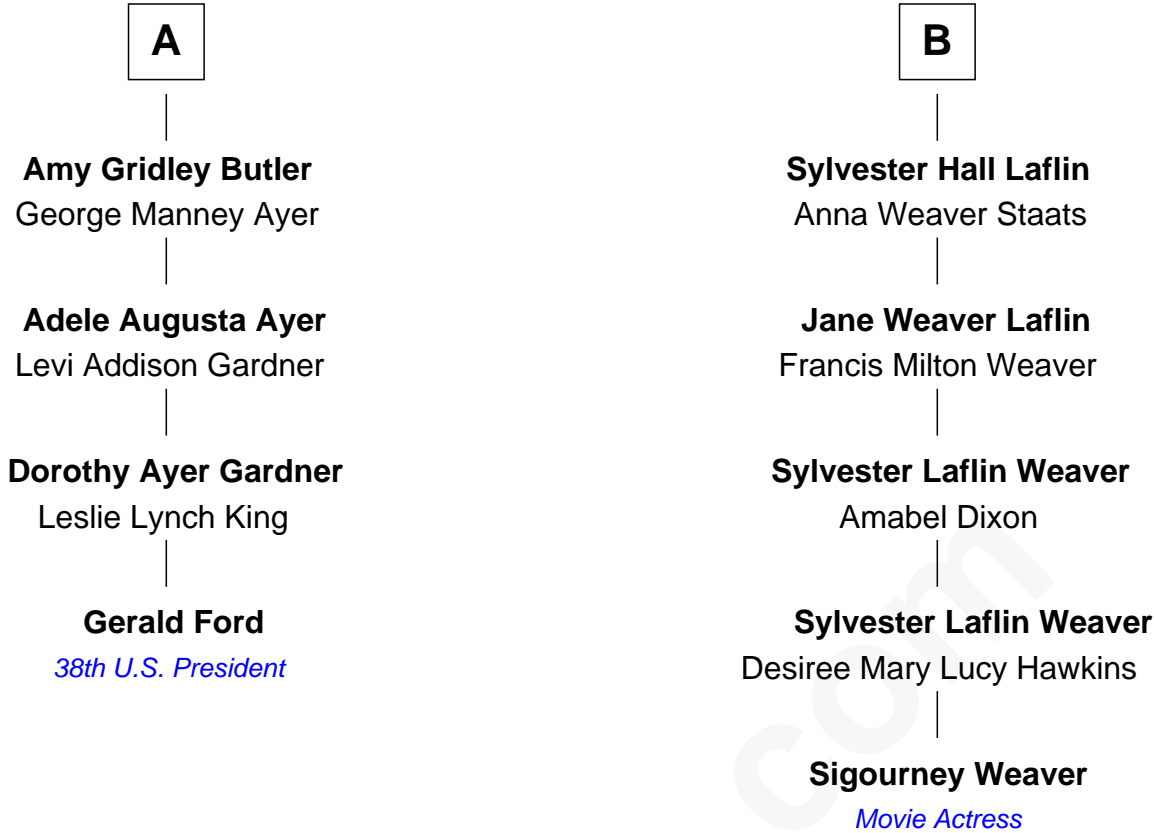 A
Amy Gridley Butler
George Manney Ayer
Adele Augusta Ayer
Levi Addison Gardner
Dorothy Ayer Gardner
Leslie Lynch King
Gerald Ford
38th U.S. President
B
Sylvester Hall Laflin
Anna Weaver Staats
Jane Weaver Laflin
Francis Milton Weaver
Sylvester Laflin Weaver
Amabel Dixon
Sylvester Laflin Weaver
Desiree Mary Lucy Hawkins
Sigourney Weaver
Movie Actress
com